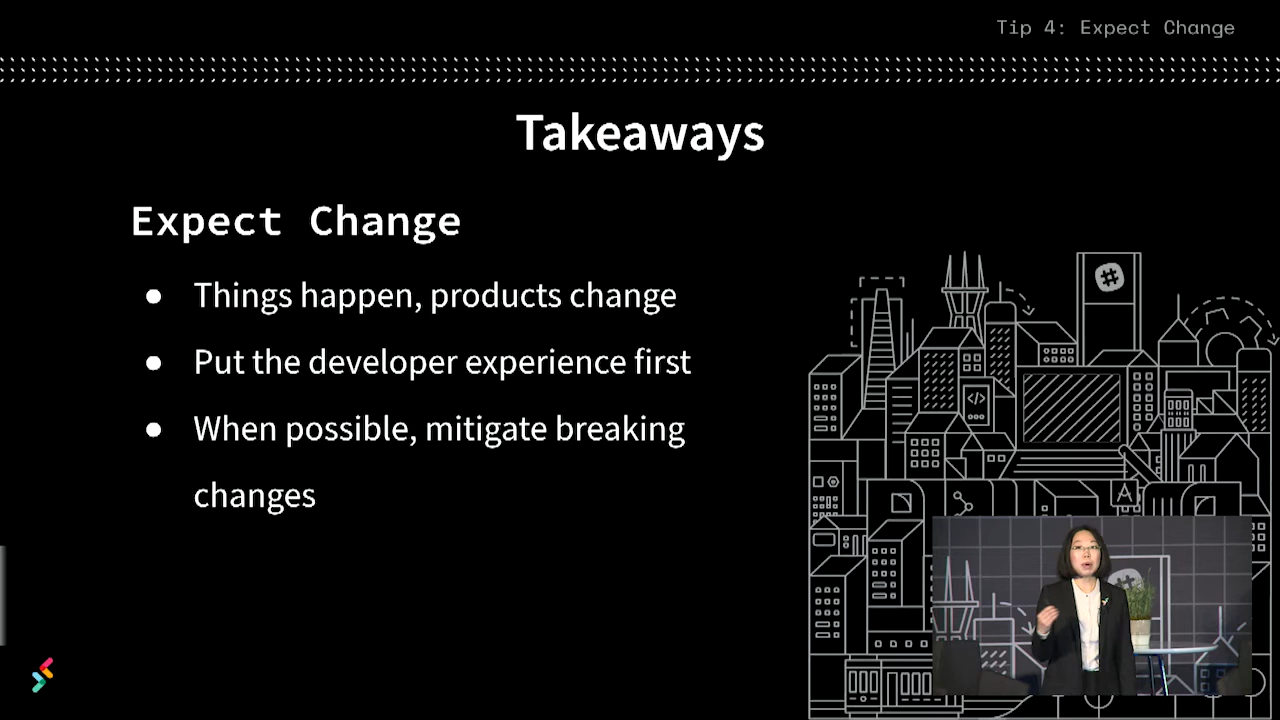 Tip 4: Expect Change
Takeaways
Expect Change
● Things happen, products change
● Put the developer experience first
● When possible, mitigate breaking
changes
</>
A